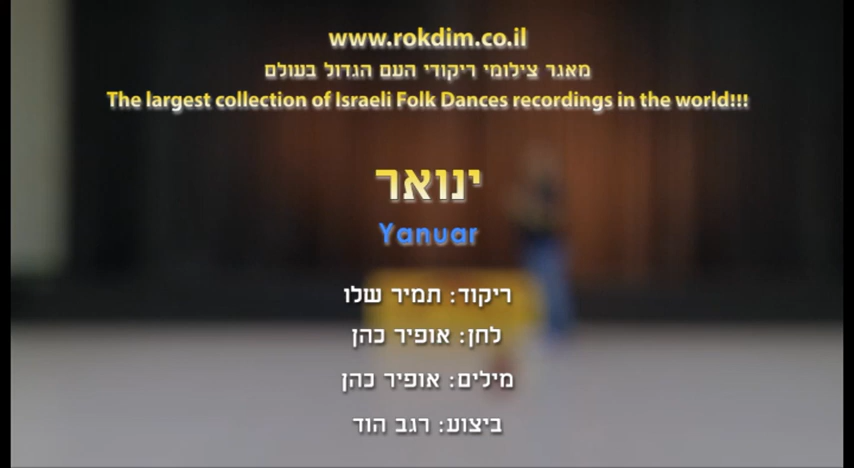 www.rokdim.co.il
מאגר צילומי ריקודי העם הגדול בעולם
The largest collection of Israeli Folk Dances recordings in the world!!!
ינואר
Yanuar
ריקוד: תמיר שלו
לחן: אופיר כהן
מילים: אופיר כהן
ביצוע: רגב הוד